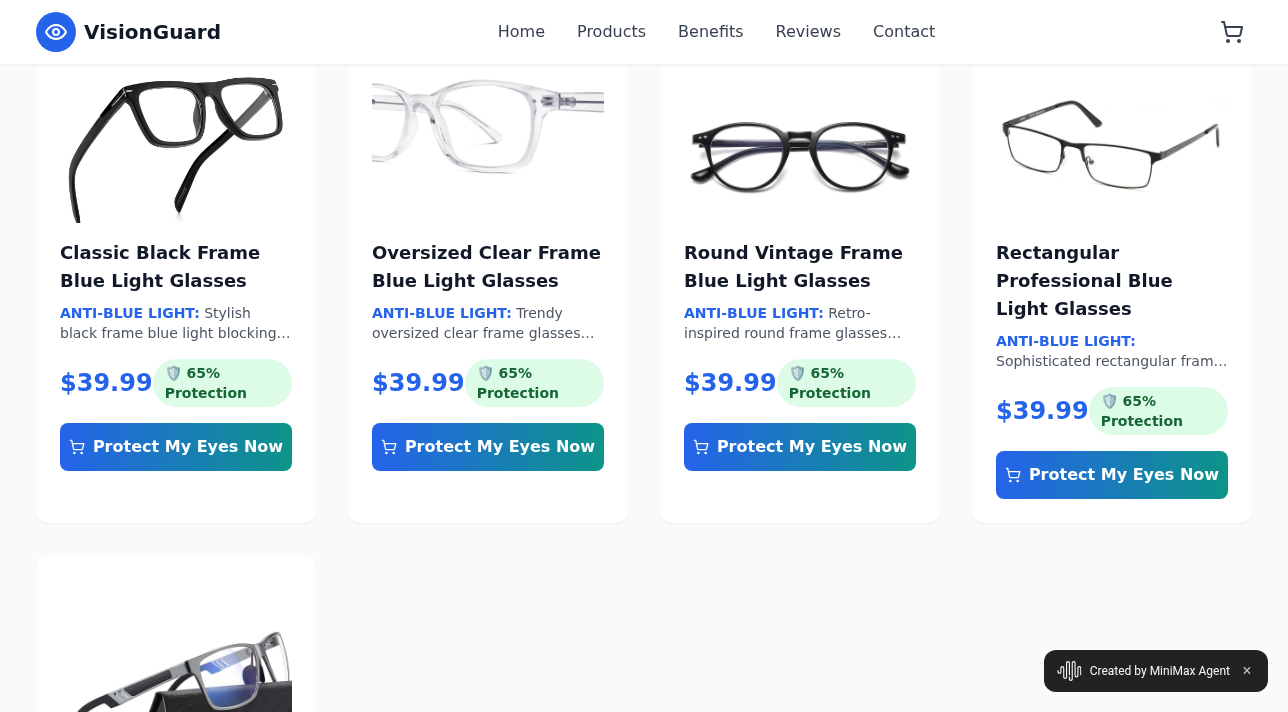 VisionGuard
Home Products Benefits Reviews Contact
Classic Black Frame
Blue Light Glasses
ANTI-BLUE LIGHT: Stylish
black frame blue light blocking...
$39.99
🛡️ 65%
Protection
Protect My Eyes Now
Oversized Clear Frame
Blue Light Glasses
ANTI-BLUE LIGHT: Trendy
oversized clear frame glasses...
$39.99
🛡️ 65%
Protection
Protect My Eyes Now
Round Vintage Frame
Blue Light Glasses
ANTI-BLUE LIGHT: Retro-
inspired round frame glasses...
$39.99
🛡️ 65%
Protection
Protect My Eyes Now
Rectangular
Professional Blue
Light Glasses
ANTI-BLUE LIGHT:
Sophisticated rectangular fram...
$39.99
🛡️ 65%
Protection
Protect My Eyes Now
Created by MiniMax Agent ×